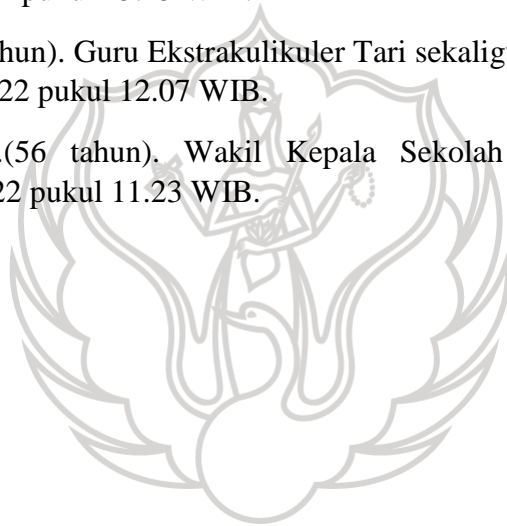 hun). Guru Ekstrakulikuler Tari sekalig
22 pukul 12.07 WIB.
.(56 tahun). Wakil Kepala Sekolah
22 pukul 11.23 WIB.